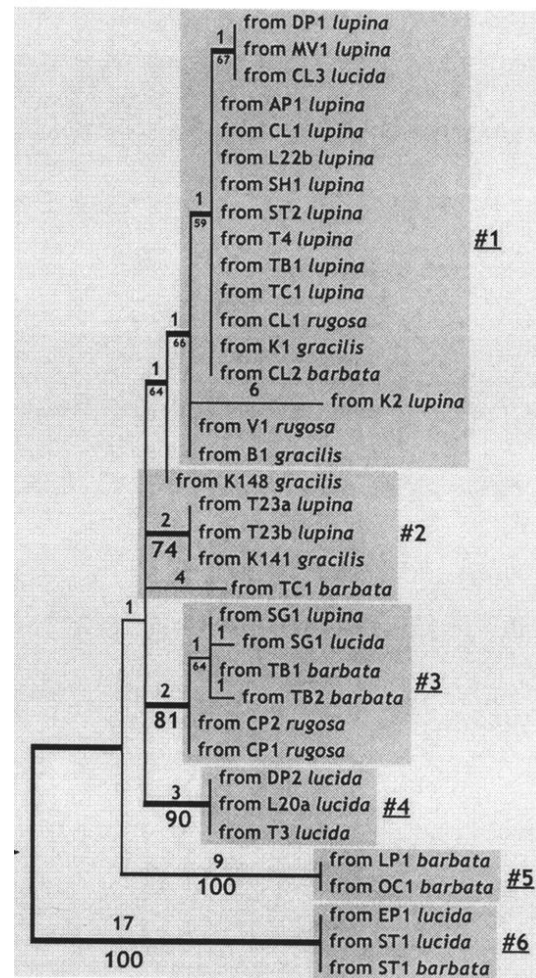 from DP1 lupina
1
from MV1 lupina
67
from CL3 lucida
from AP1 lupina
from CL1 lupina
from L22b lupina
from SH1 lupina
1
from ST2 lupina
59
from T4 lupina
#1
from TB1 lupina
from TC1 lupina
1
from CL1 rugosa
66
from K1 gracilis
1
from CL2 barbata
64
6
from K2 lupina
from V1 rugosa
from B1 gracilis
from K148 gracilis
from T23a lupina
2
from T23b lupina
#2
74
from K141 gracilis
4
from TC1 barbata
1
from SG1 lupina
1
from SG1 lucida
1
64
from TB1 barbata
#3
1
2
from TB2 barbata
81
from CP2 rugosa
from CP1 rugosa
from DP2 lucida
3
from L20a lucida
#4
90
from T3 lucida
9
from LP1 barbata
100
from OC1 barbata
#5
17
from EP1 lucida
from ST1 lucida
#6
100
from ST1 barbata